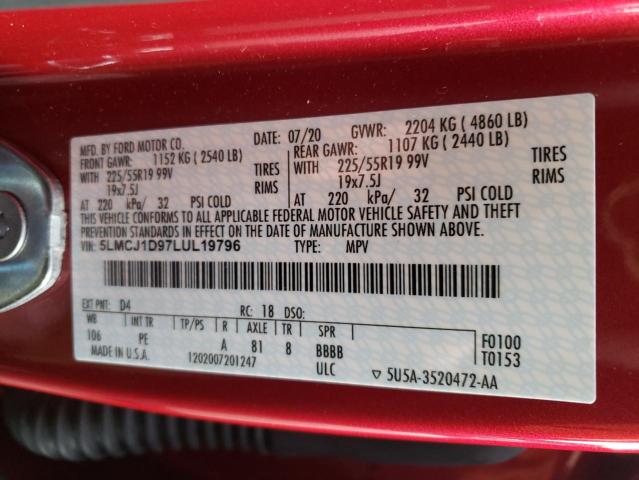 MFD. BY FORD MOTOR CO. DATE: 07/20 GVWR: 2204 KG ( 4860 LB)
FRONT GAWR: 1152 KG ( 2540 LB) REAR GAWR: 1107 KG ( 2440 LB)
WITH 225/55R19 99V TIRES WITH 225/55R19 99V TIRES
19x7.5J RIMS 19x7.5J RIMS
AT 220 kPa/ 32 PSI COLD AT 220 kPa/ 32 PSI COLD
THIS VEHICLE CONFORMS TO ALL APPLICABLE FEDERAL MOTOR VEHICLE SAFETY AND THEFT
PREVENTION STANDARDS IN EFFECT ON THE DATE OF MANUFACTURE SHOWN ABOVE.
VIN: 5LMCJ1D97LUL19796 TYPE: MPV
EXT PNT: D4 RC: 18 DSO:
WB INT TR TP/PS R AXLE TR SPR
106 PE A 81 8 BBBB F0100
MADE IN U.S.A. 1202007201247 ULC T0153
▽ 5U5A-3520472-AA